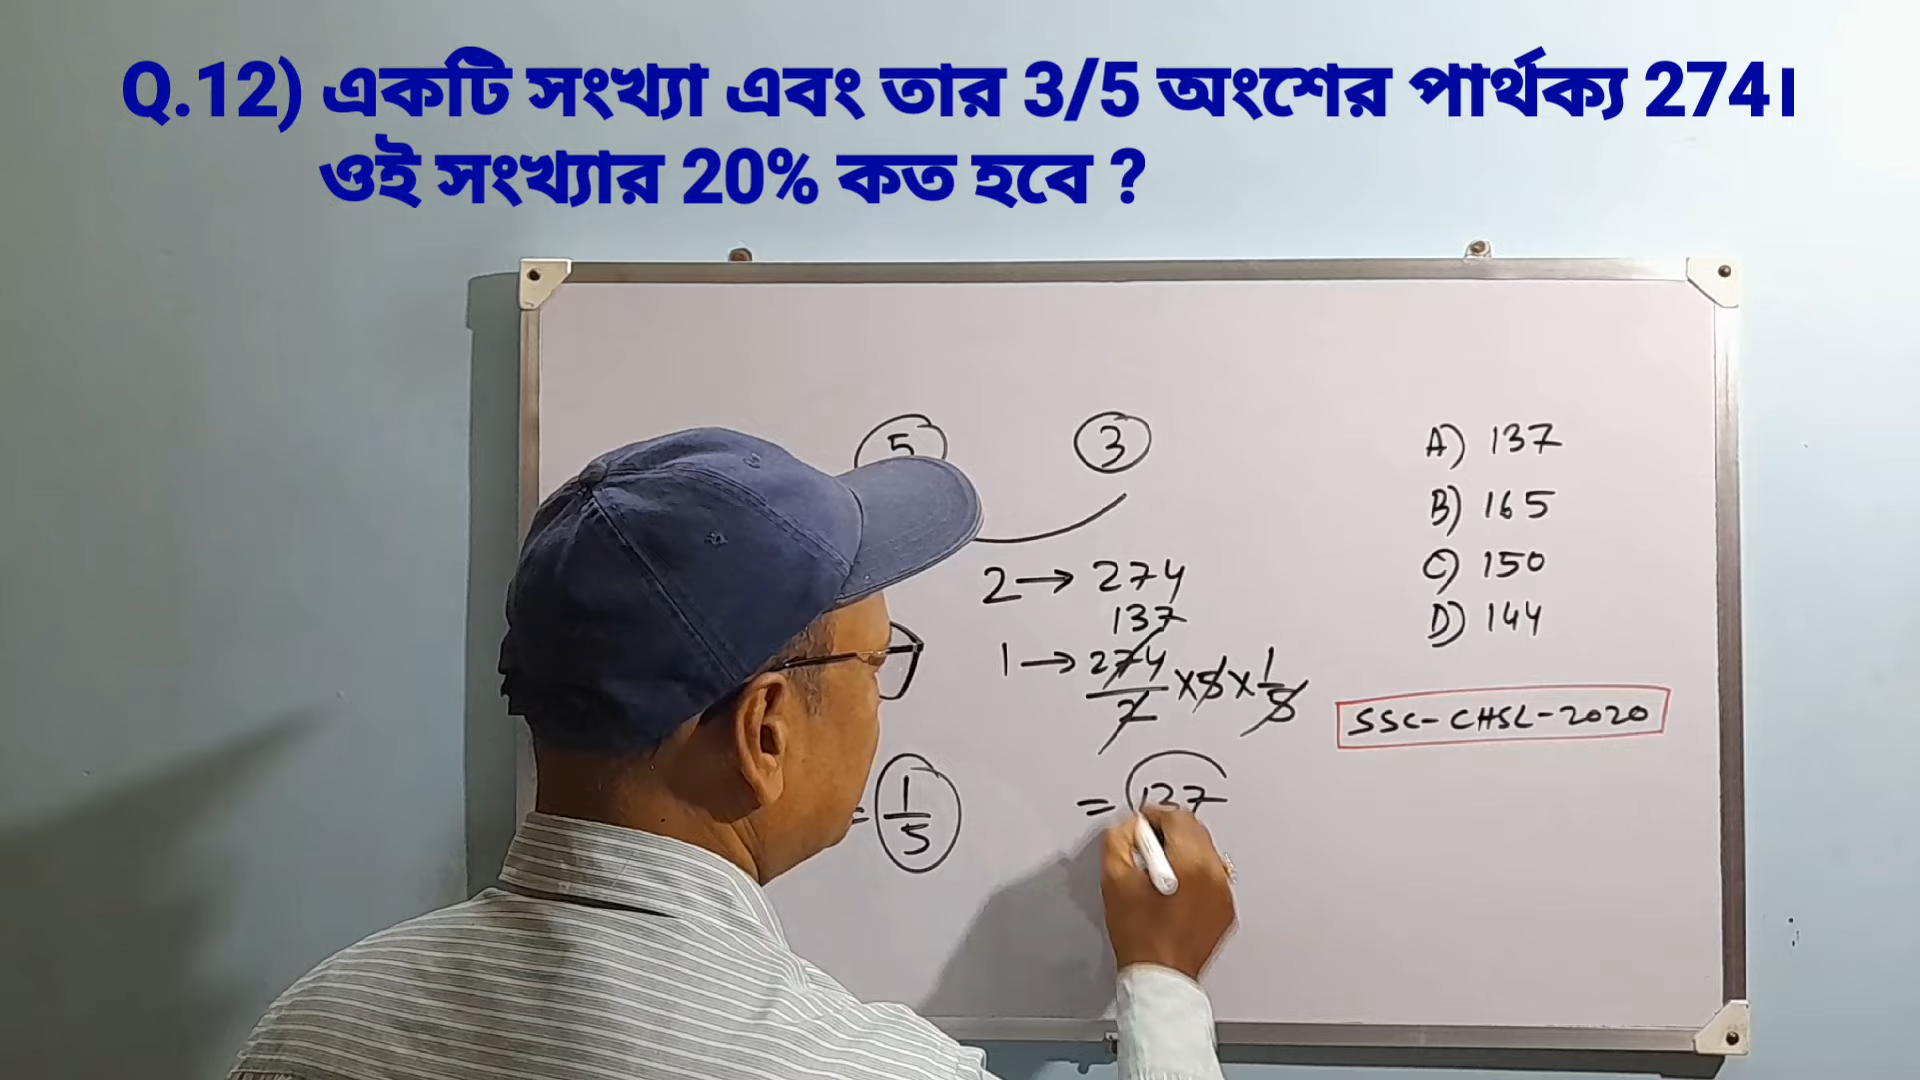 Q.12) একটি সংখ্যা এবং তার 3/5 অংশের পার্থক্য 274।
ওই সংখ্যার 20% কত হবে ?
5 3
2 → 274
137
1 → 274/2 × 5 × 1/5
= 1/5 = 137
A) 137
B) 165
C) 150
D) 144
SSC-CHSL-2020